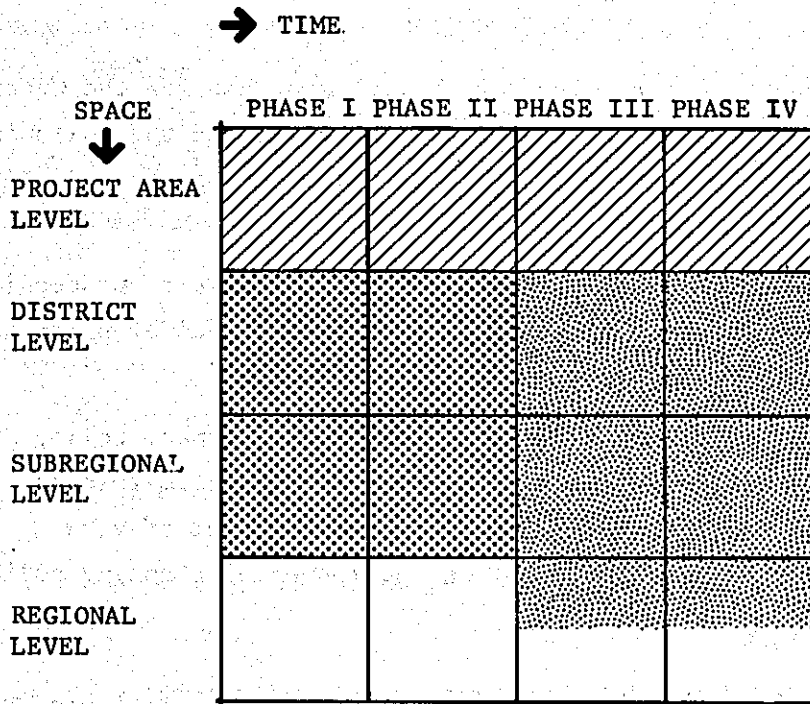 TIME
SPACE
PHASE I PHASE II PHASE III PHASE IV
PROJECT AREA
LEVEL
DISTRICT
LEVEL
SUBREGIONAL
LEVEL
REGIONAL
LEVEL